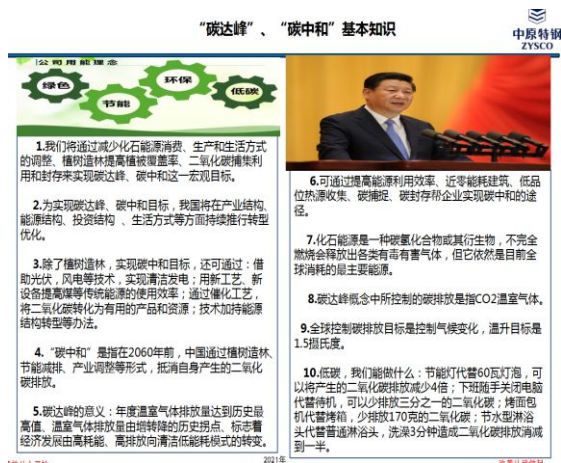 “碳达峰”、“碳中和”基本知识
中原特钢
ZYSCO
公司用能理念
绿色
节能
环保
低碳
1.我们将通过减少化石能源消费、生产和生活方式
的调整、植树造林提高植被覆盖率、二氧化碳捕集利
用和封存来实现碳达峰、碳中和这一宏观目标。
2.为实现碳达峰、碳中和目标，我国将在产业结构、
能源结构、投资结构 、生活方式等方面持续推行转型
优化。
3.除了植树造林，实现碳中和目标，还可通过：借
助光伏，风电等技术，实现清洁发电；用新工艺、新
设备提高煤等传统能源的使用效率；通过催化工艺，
将二氧化碳转化为有用的产品和资源；技术加持能源
结构转型等办法。
4.“碳中和”是指在2060年前，中国通过植树造林、
节能减排、产业调整等形式，抵消自身产生的二氧化
碳排放。
5.碳达峰的意义：年度温室气体排放量达到历史最
高值、温室气体排放量由增转降的历史拐点、标志着
经济发展由高耗能、高排放向清洁低能耗模式的转变。
6.可通过提高能源利用效率、近零能耗建筑、低品
位热源收集、碳捕捉、碳封存帮企业实现碳中和的途
径。
7.化石能源是一种碳氢化合物或其衍生物，不完全
燃烧会释放出各类有毒有害气体，但它依然是目前全
球消耗的最主要能源。
8.碳达峰概念中所控制的碳排放是指CO2温室气体。
9.全球控制碳排放目标是控制气候变化，温升目标是
1.5摄氏度。
10.低碳，我们能做什么：节能灯代替60瓦灯泡，可
以将产生的二氧化碳排放减少4倍；下班随手关闭电脑
代替待机，可以少排放三分之一的二氧化碳；烤面包
机代替烤箱，少排放170克的二氧化碳；节水型淋浴
头代替普通淋浴头，洗澡3分钟造成二氧化碳排放消减
到一半。
2021年